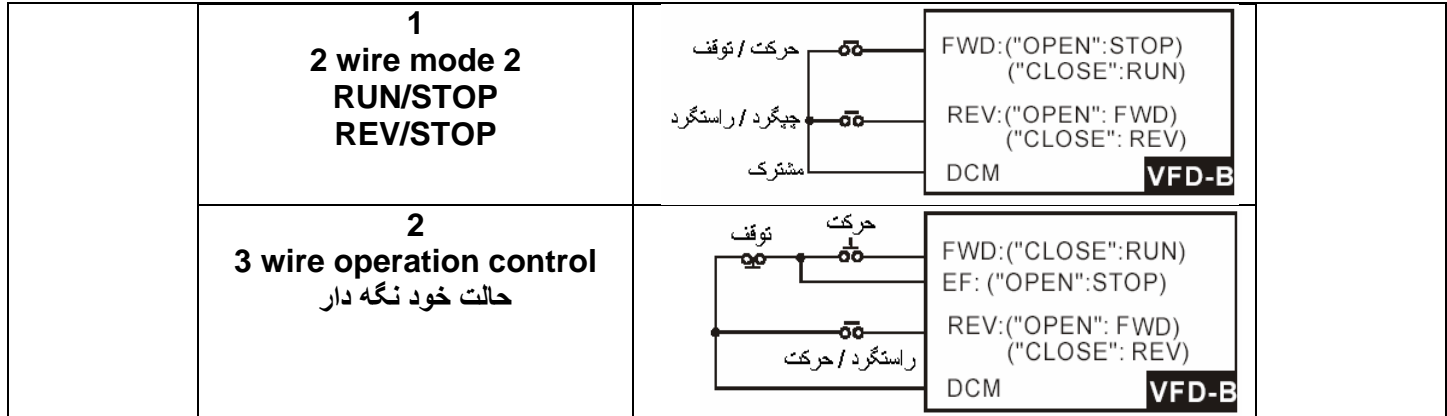 1
2 wire mode 2
RUN/STOP
REV/STOP
حرکت / توقف
FWD:("OPEN":STOP)
("CLOSE":RUN)
چپگرد / راستگرد
REV:("OPEN": FWD)
("CLOSE": REV)
مشترک
DCM
VFD-B
2
3 wire operation control
حالت خود نگه دار
توقف
حرکت
FWD:("CLOSE":RUN)
EF: ("OPEN":STOP)
REV:("OPEN": FWD)
("CLOSE": REV)
راستگرد / حرکت
DCM
VFD-B